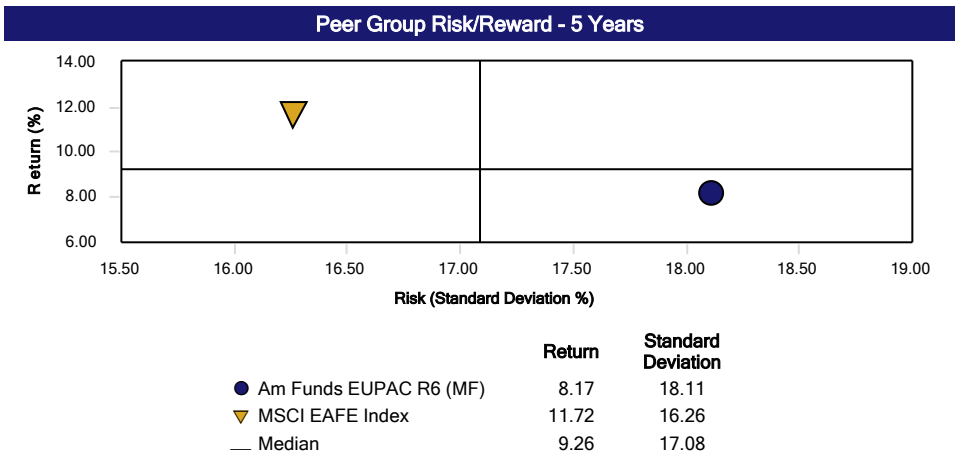 Peer Group Risk/Reward - 5 Years
14.00
12.00
10.00
8.00
6.00
Return (%)
15.50 16.00 16.50 17.00 17.50 18.00 18.50 19.00
Risk (Standard Deviation %)
Return Standard Deviation
Am Funds EUPAC R6 (MF) 8.17 18.11
MSCI EAFE Index 11.72 16.26
Median 9.26 17.08